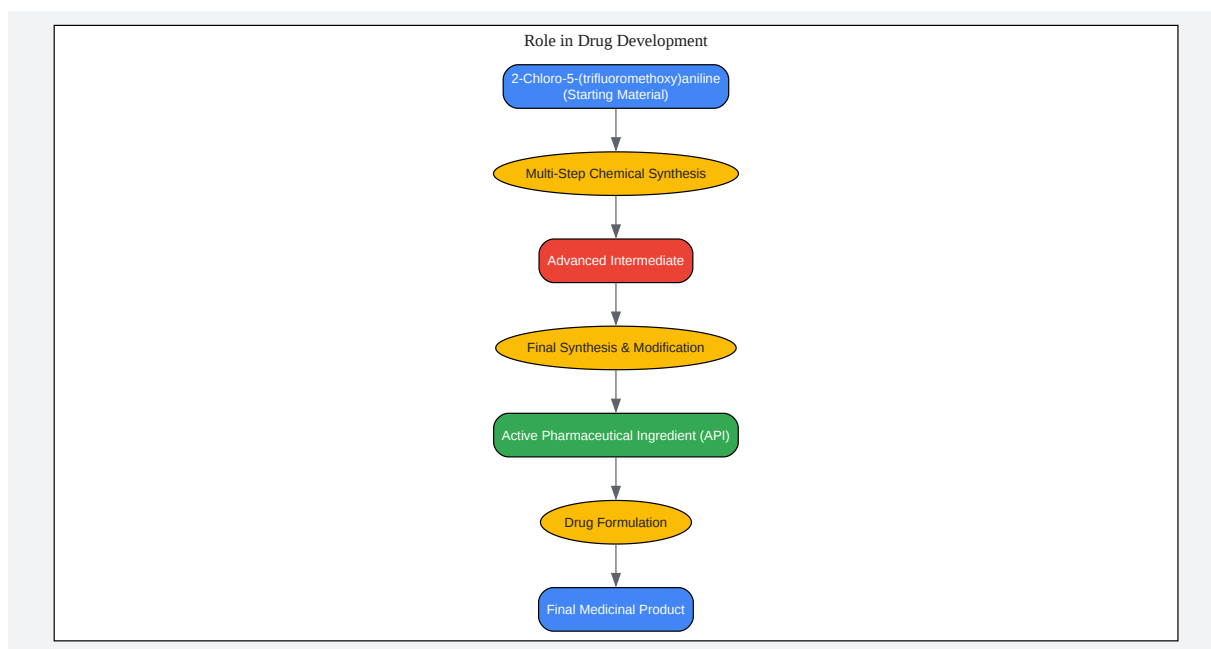 Role in Drug Development
2-Chloro-5-(trifluoromethoxy)aniline
(Starting Material)
Multi-Step Chemical Synthesis
Advanced Intermediate
Final Synthesis & Modification
Active Pharmaceutical Ingredient (API)
Drug Formulation
Final Medicinal Product